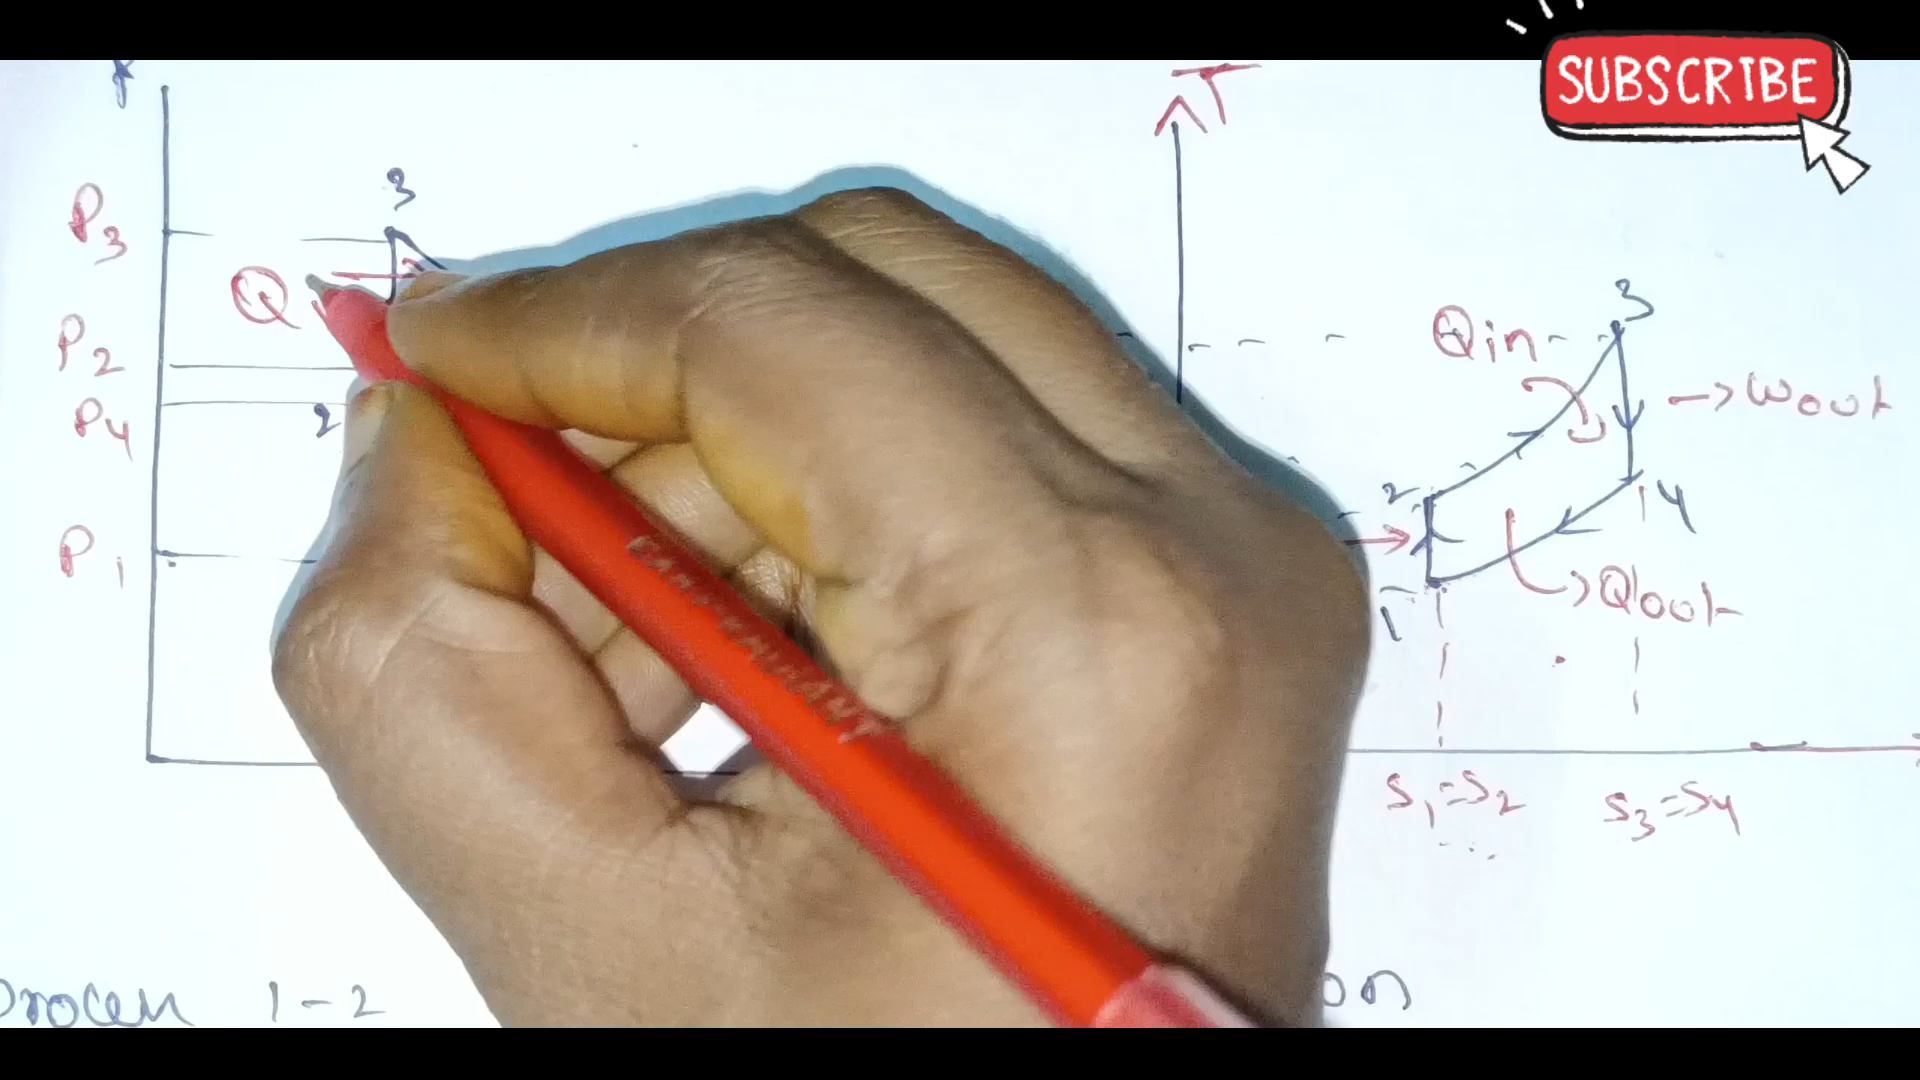 SUBSCRIBE
T
3
P3
Q
P2
2
P4
P1
3
Qin
Wout
2
4
1
Qout
S1=S2
S3=S4
Process 1-2
on